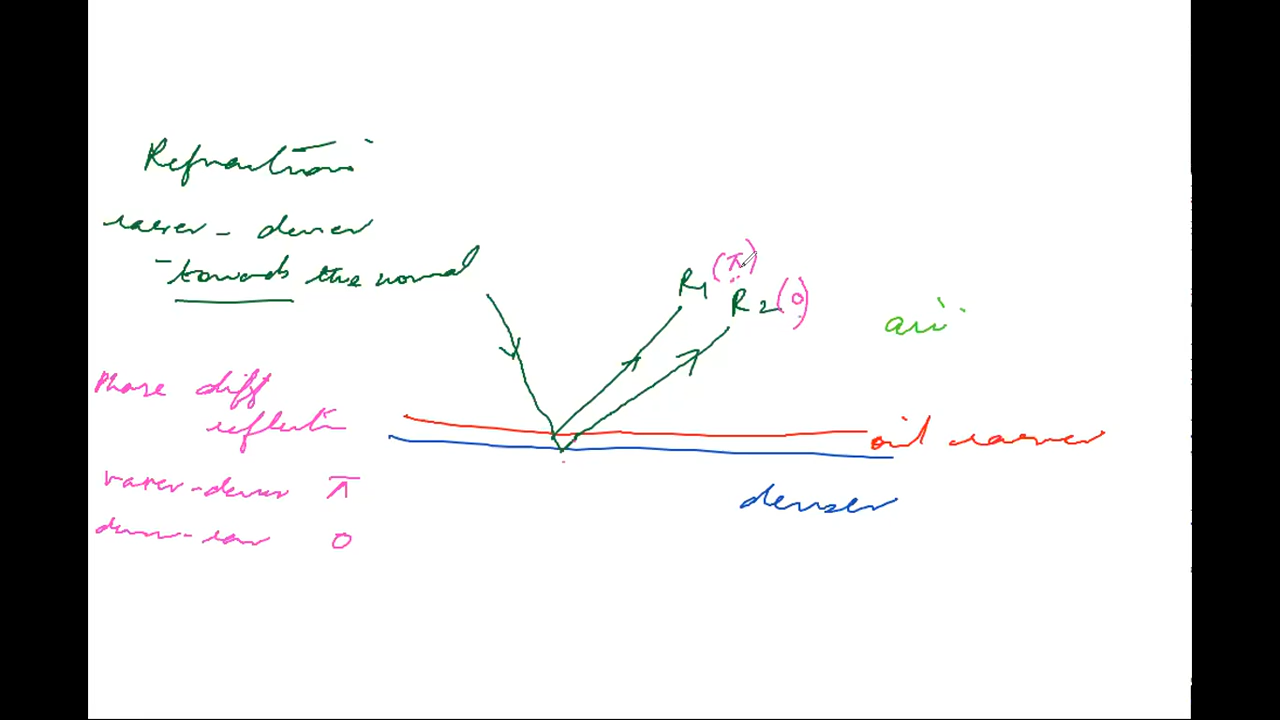 Refraction
rarer - denser
- towards the normal
R1 (π)
R2 (0)
air
Phase diff
reflection
oil rarer
rarer - denser π
denser
denser - rarer 0